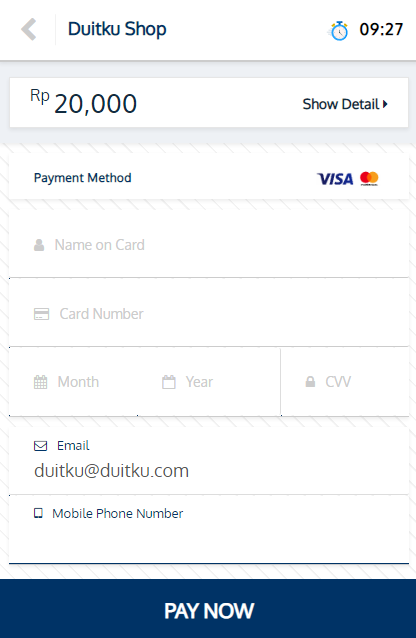 Duitku Shop
09:27
Rp 20,000
Show Detail
Payment Method
VISA
Name on Card
Card Number
Month
Year
CVV
Email
duitku@duitku.com
Mobile Phone Number
PAY NOW